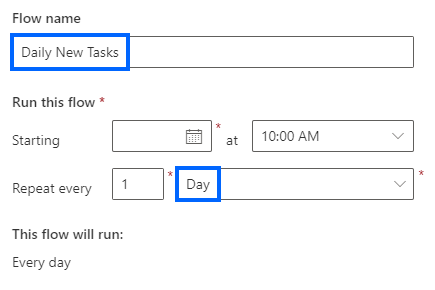 Flow name
Daily New Tasks
Run this flow *
Starting * at 10:00 AM
Repeat every 1 * Day *
This flow will run:
Every day